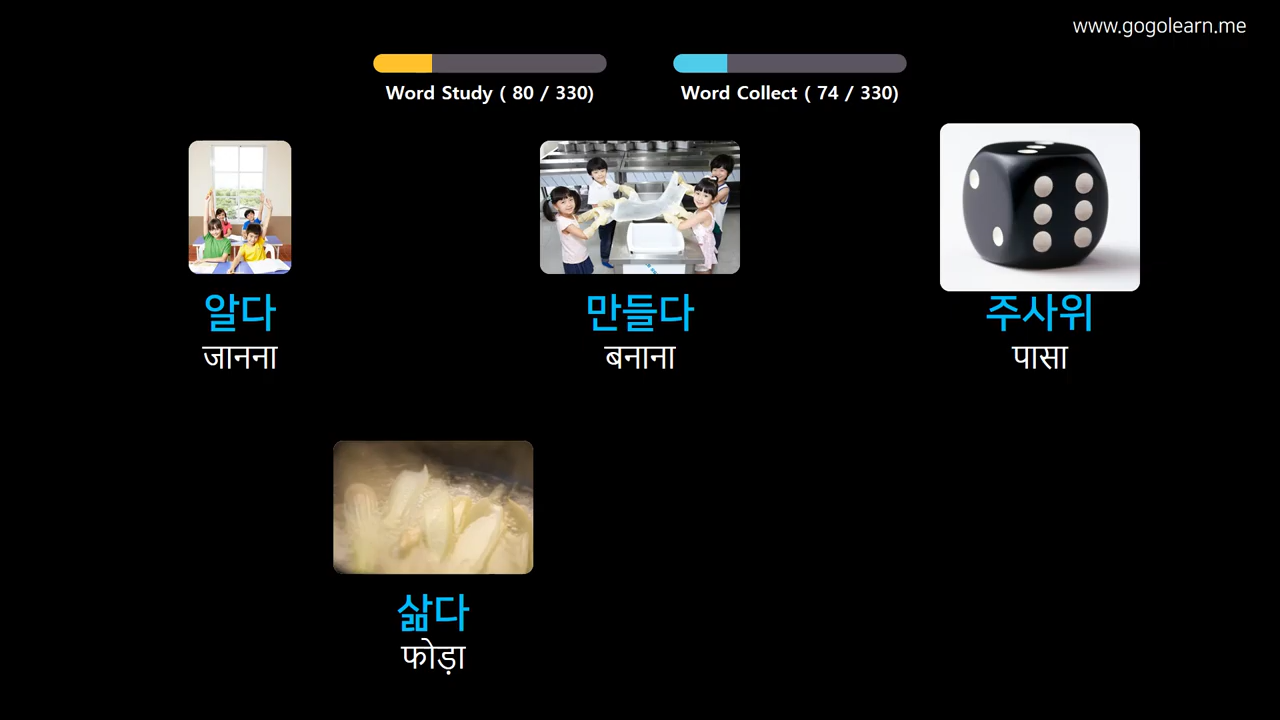 www.gogolearn.me
Word Study ( 80 / 330)
Word Collect ( 74 / 330)
알다
जानना
만들다
बनाना
주사위
पासा
삶다
फोड़ा